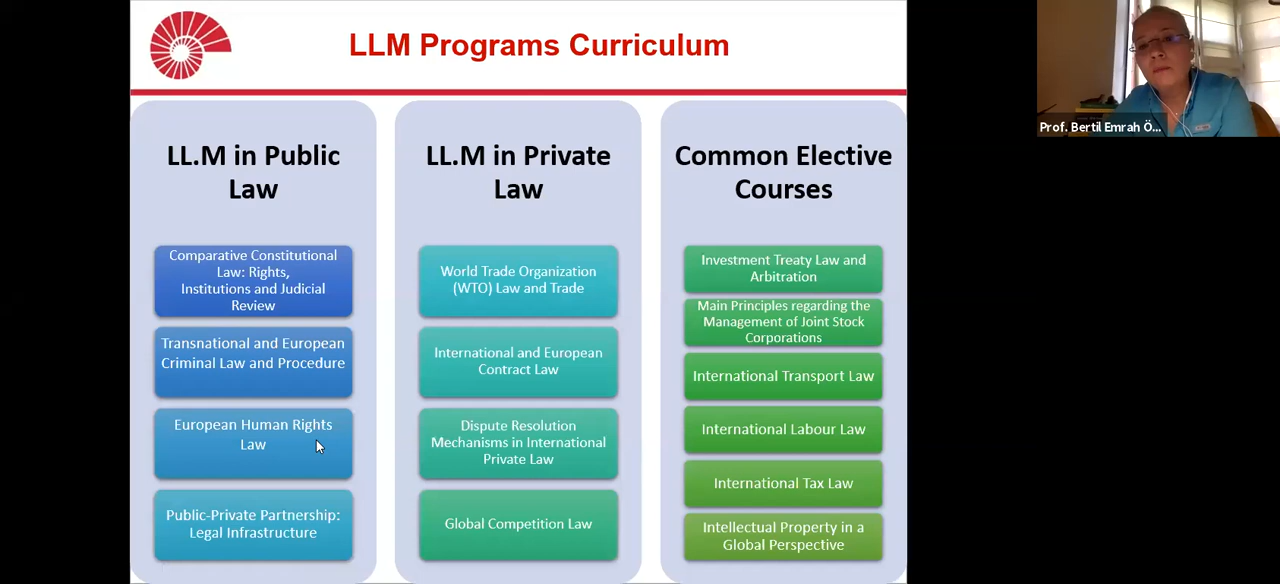 LLM Programs Curriculum
LL.M in Public
Law
Comparative Constitutional
Law: Rights,
Institutions and Judicial
Review
Transnational and European
Criminal Law and Procedure
European Human Rights
Law
Public-Private Partnership:
Legal Infrastructure
LL.M in Private
Law
World Trade Organization
(WTO) Law and Trade
International and European
Contract Law
Dispute Resolution
Mechanisms in International
Private Law
Global Competition Law
Common Elective
Courses
Investment Treaty Law and
Arbitration
Main Principles regarding the
Management of Joint Stock
Corporations
International Transport Law
International Labour Law
International Tax Law
Intellectual Property in a
Global Perspective
Prof. Bertil Emrah Ö...